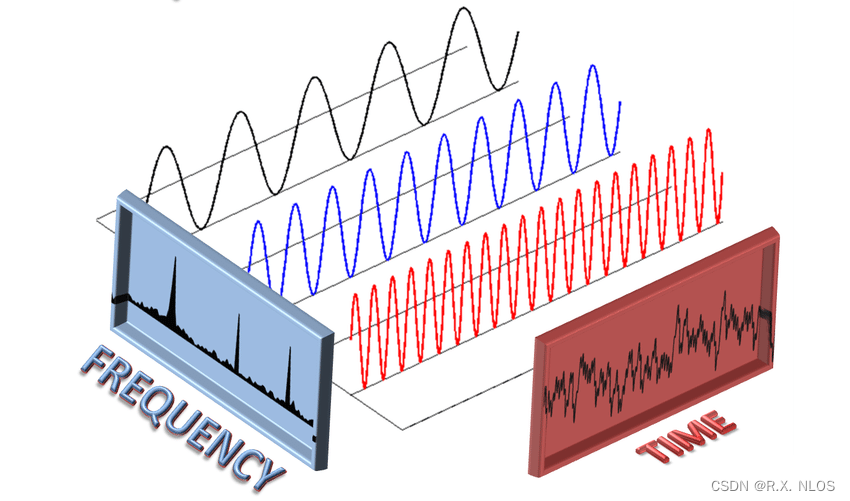 FREQUENCY
TIME
CSDN @R.X. NLOS